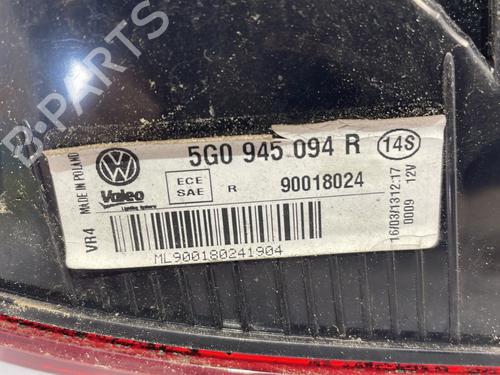 B-PARTS
MADE IN POLAND
VR4
Valeo
5G0 945 094 R
14S
ECE
SAE
R
90018024
ML900180241904
16/03/13 12:17
0009 12V